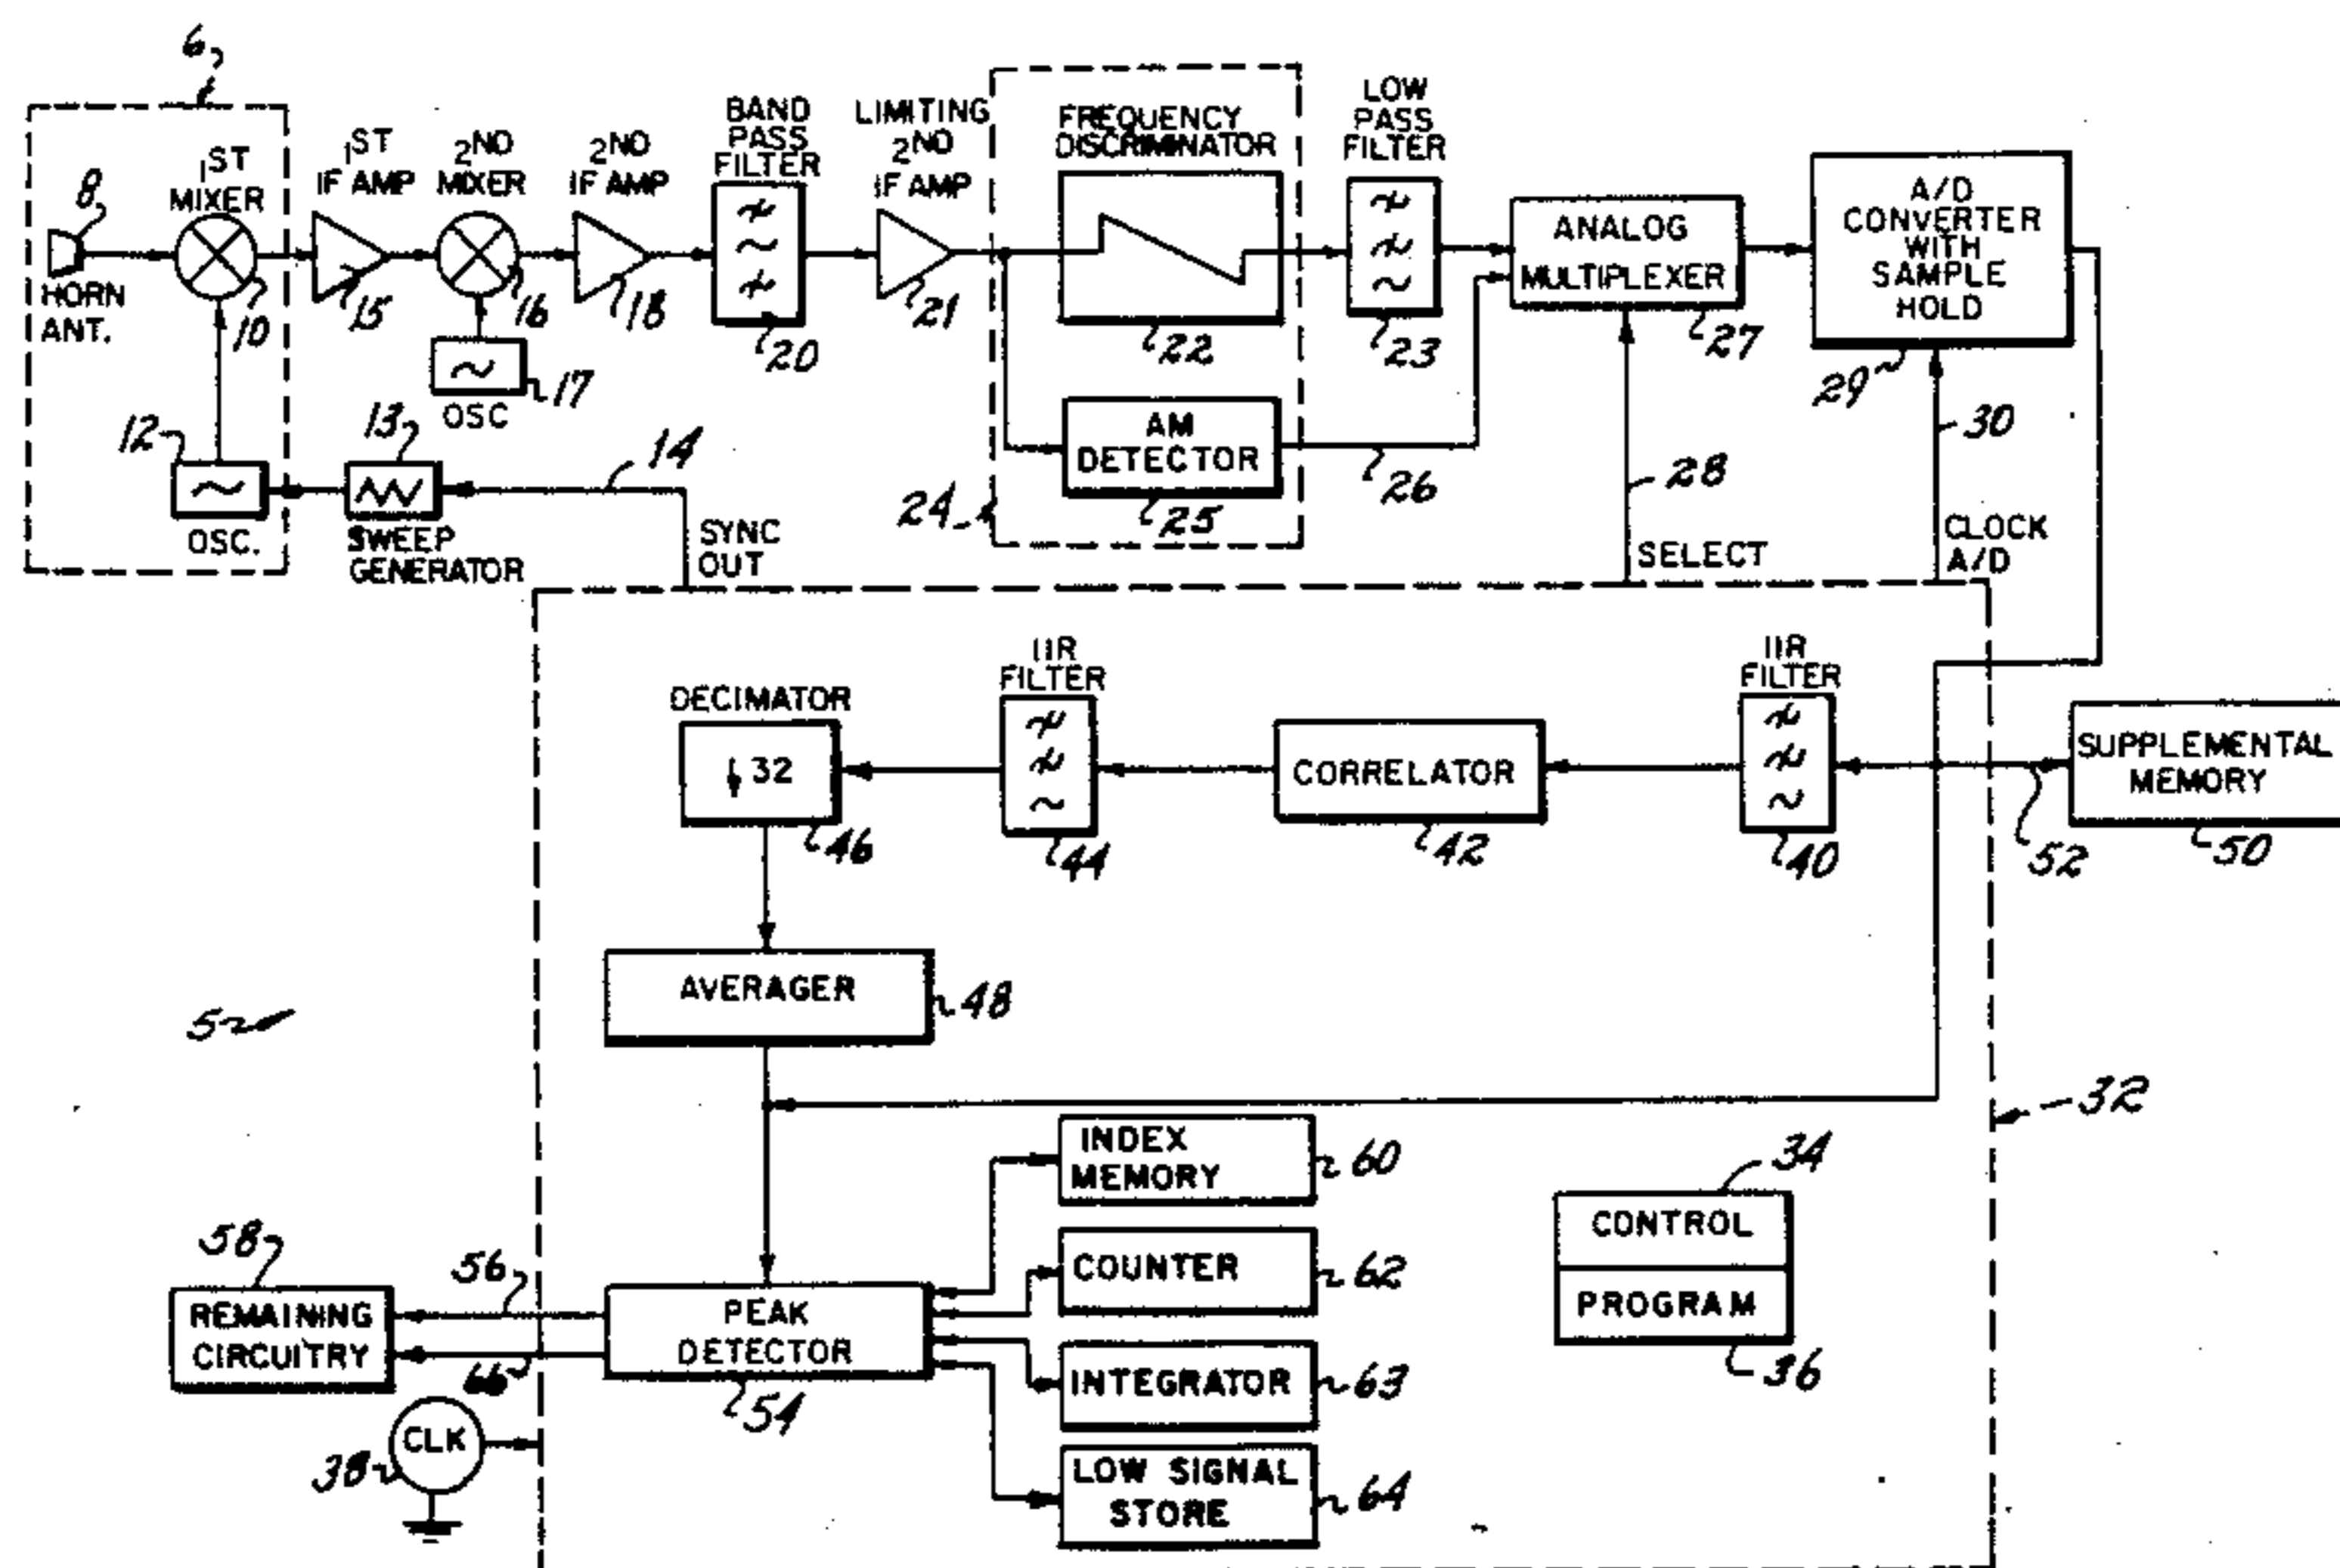 6
8
HORN
ANT.
1ST
MIXER
10
12
OSC.
13
SWEEP
GENERATOR
14
SYNC
OUT
1ST
IF AMP
15
2ND
MIXER
16
OSC
17
2ND
IF AMP
18
BAND
PASS
FILTER
20
LIMITING
2ND
IF AMP
21
FREQUENCY
DISCRIMINATOR
22
24
AM
DETECTOR
25
26
LOW
PASS
FILTER
23
ANALOG
MULTIPLEXER
27
28
SELECT
A/D
CONVERTER
WITH
SAMPLE
HOLD
29
30
CLOCK
A/D
DECIMATOR
↓ 32
46
IIR
FILTER
44
CORRELATOR
42
IIR
FILTER
40
52
SUPPLEMENTAL
MEMORY
50
AVERAGER
48
5
32
INDEX
MEMORY
60
COUNTER
62
INTEGRATOR
63
LOW SIGNAL
STORE
64
34
CONTROL
PROGRAM
36
58
REMAINING
CIRCUITRY
56
66
PEAK
DETECTOR
54
CLK
38